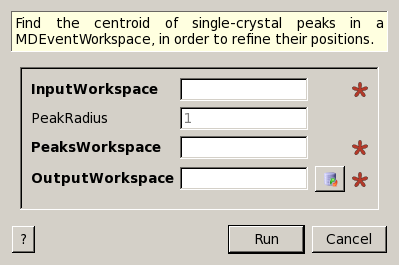 Find the centroid of single-crystal peaks in a
MDEventWorkspace, in order to refine their positions.
InputWorkspace
PeakRadius 1
PeaksWorkspace
OutputWorkspace
? Run Cancel